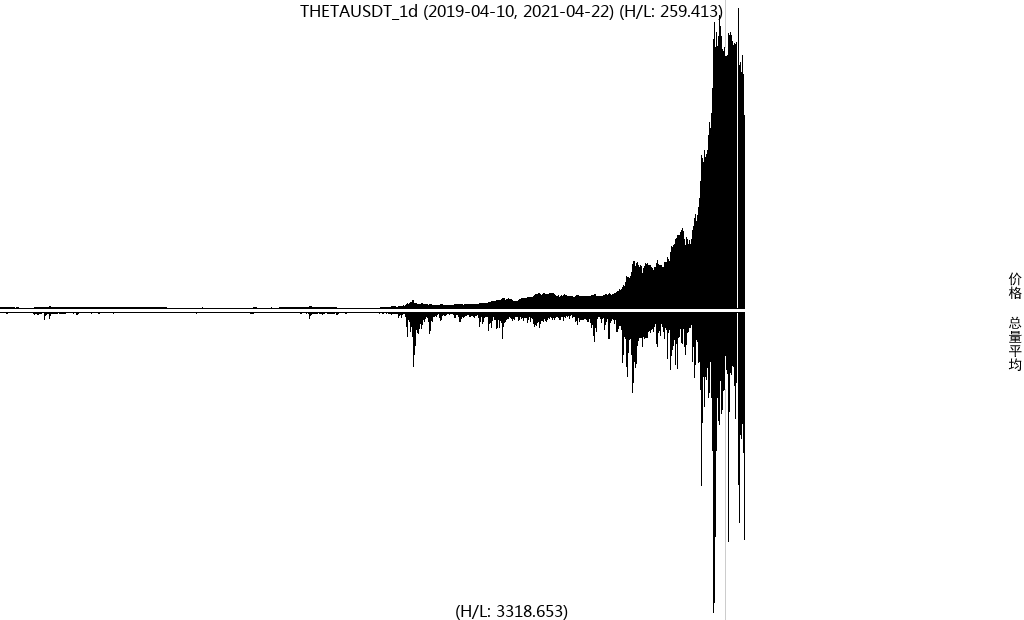 THETAUSDT_1d (2019-04-10, 2021-04-22) (H/L: 259.413)
价格 总量平均
(H/L: 3318.653)